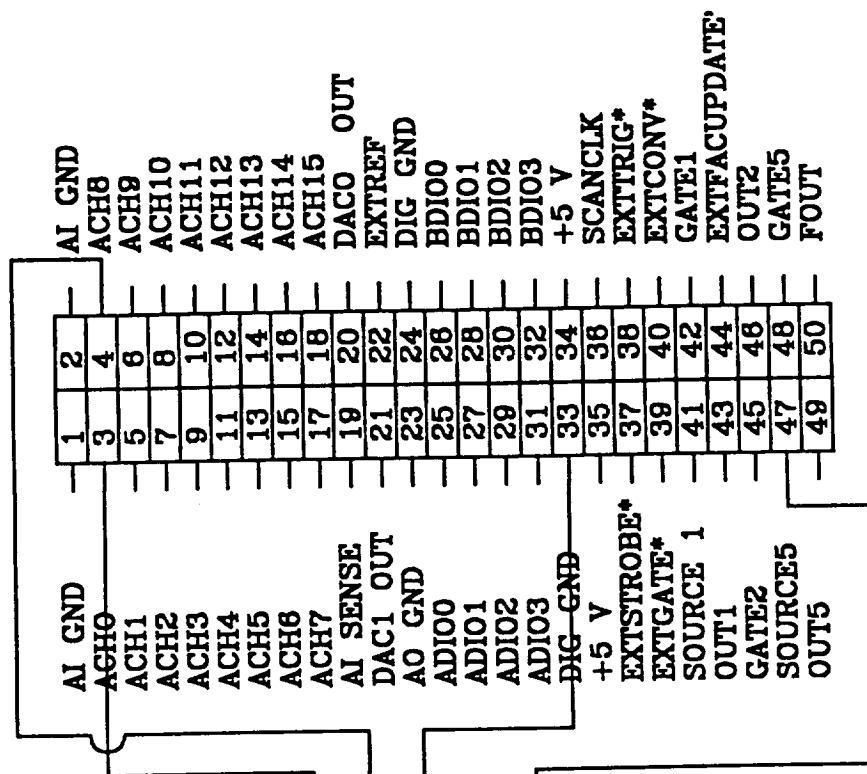 AI GND
ACH8
ACH9
ACH10
ACH11
ACH12
ACH13
ACH14
ACH15
DAC0 OUT
EXTREF
DIG GND
BDIO0
BDIO1
BDIO2
BDIO3
+5 V
SCANCLK
EXTTRIG*
EXTCONV*
GATE1
EXTFACUPDATE'
OUT2
GATE5
FOUT
2 4 6 8 10 12 14 16 18 20 22 24 26 28 30 32 34 36 38 40 42 44 46 48 50
1 3 5 7 9 11 13 15 17 19 21 23 25 27 29 31 33 35 37 39 41 43 45 47 49
AI GND
ACH0
ACH1
ACH2
ACH3
ACH4
ACH5
ACH6
ACH7
AI SENSE
DAC1 OUT
AO GND
ADIO0
ADIO1
ADIO2
ADIO3
DIG GND
+5 V
EXTSTROBE*
EXTGATE*
SOURCE 1
OUT1
GATE2
SOURCE5
OUT5